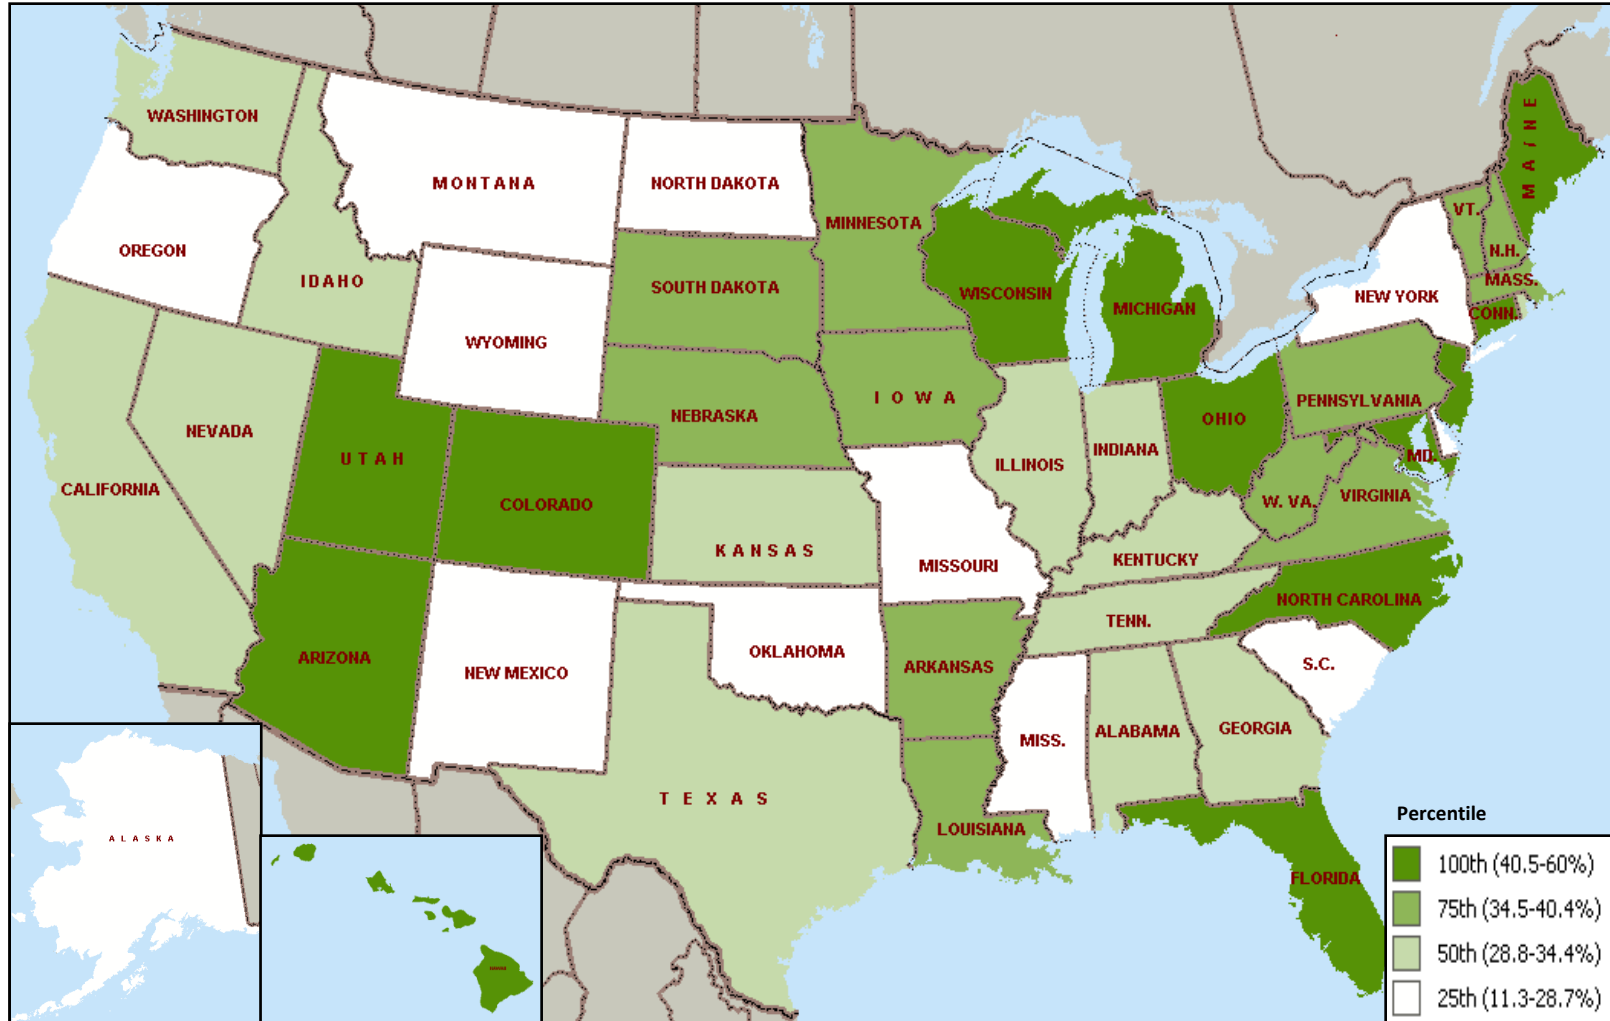 WASHINGTON
MONTANA
NORTH DAKOTA
MINNESOTA
MAINE
VT.
N.H.
MASS.
CONN.
NEW YORK
OREGON
IDAHO
SOUTH DAKOTA
WISCONSIN
MICHIGAN
WYOMING
NEBRASKA
IOWA
PENNSYLVANIA
OHIO
NEVADA
UTAH
CALIFORNIA
COLORADO
ILLINOIS
INDIANA
MD.
W. VA.
VIRGINIA
KANSAS
MISSOURI
KENTUCKY
NORTH CAROLINA
TENN.
ARIZONA
NEW MEXICO
OKLAHOMA
ARKANSAS
S.C.
MISS.
ALABAMA
GEORGIA
TEXAS
LOUISIANA
FLORIDA
ALASKA
Percentile
100th (40.5-60%)
75th (34.5-40.4%)
50th (28.8-34.4%)
25th (11.3-28.7%)